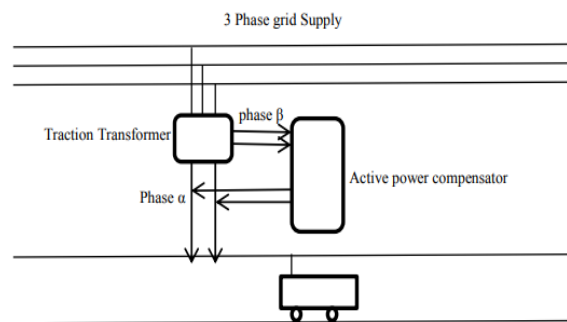 3 Phase grid Supply
phase β
Traction Transformer
Active power compensator
Phase α